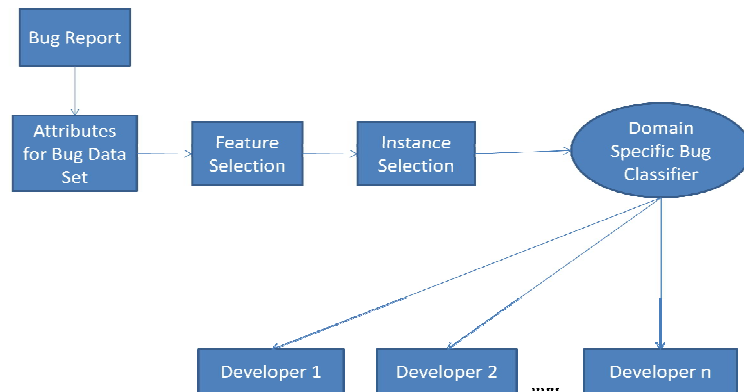 Bug Report
Attributes
for Bug Data
Set
Feature
Selection
Instance
Selection
Domain
Specific Bug
Classifier
Developer 1
Developer 2
Developer n